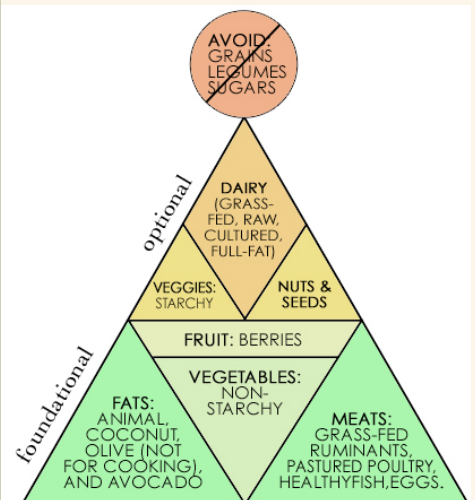 AVOID:
GRAINS
LEGUMES
SUGARS
optional
DAIRY
(GRASS-
FED, RAW,
CULTURED,
FULL-FAT)
VEGGIES:
STARCHY
NUTS &
SEEDS
foundational
FRUIT: BERRIES
VEGETABLES:
NON-
STARCHY
FATS:
ANIMAL,
COCONUT,
OLIVE (NOT
FOR COOKING),
AND AVOCADO
MEATS:
GRASS-FED
RUMINANTS,
PASTURED POULTRY,
HEALTHYFISH,EGGS.